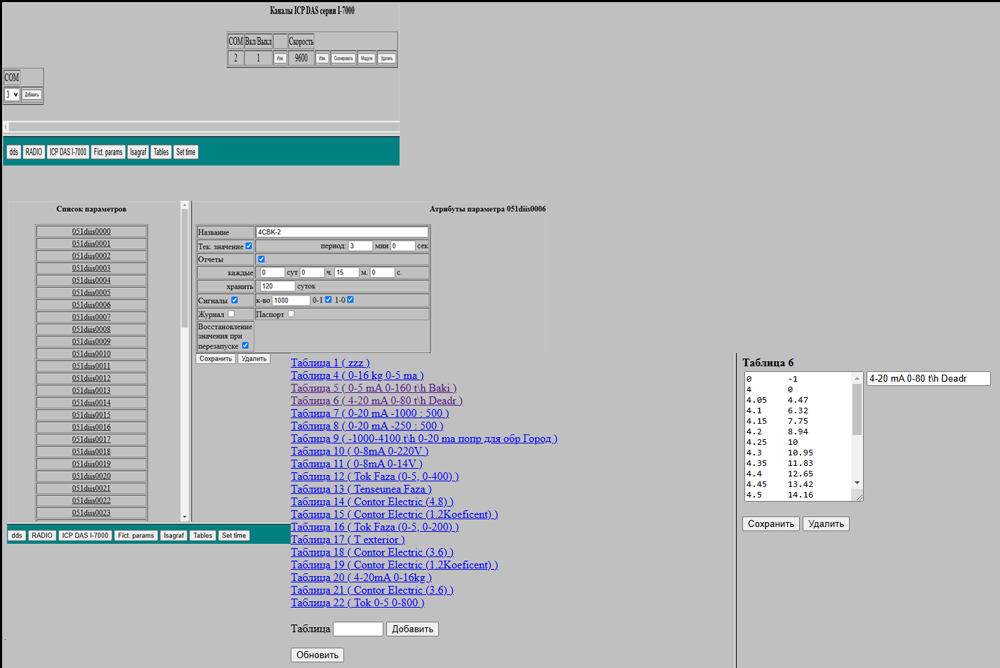 Каналы ICP DAS серии I-7000
COM Вкл/Выкл Скорость
2 1 Изм. 9600 Изм. Сканировать Модули Удалить
COM
3 Добавить
dds RADIO ICP DAS I-7000 Fict. params Isagraf Tables Set time
Список параметров
051diis0000
051diis0001
051diis0002
051diis0003
051diis0004
051diis0005
051diis0006
051diis0007
051diis0008
051diis0009
051diis0010
051diis0011
051diis0012
051diis0013
051diis0014
051diis0015
051diis0016
051diis0017
051diis0018
051diis0019
051diis0020
051diis0021
051diis0022
051diis0023
Атрибуты параметра 051diis0006
Название 4CBK-2
Тек. значение период: 3 мин 0 сек
Отчеты
каждые 0 сут 0 ч. 15 м. 0 с.
хранить 120 суток
Сигналы к-во 1000 0-1 1-0
Журнал Паспорт
Восстановление
значения при
перезапуске
Сохранить Удалить
dds RADIO ICP DAS I-7000 Fict. params Isagraf Tables Set time
Таблица 1 ( zzz )
Таблица 4 ( 0-16 kg 0-5 ma )
Таблица 5 ( 0-5 mA 0-160 t\h Baki )
Таблица 6 ( 4-20 mA 0-80 t\h Deadr )
Таблица 7 ( 0-20 mA -1000 : 500 )
Таблица 8 ( 0-20 mA -250 : 500 )
Таблица 9 ( -1000-4100 t\h 0-20 ma попр для обр Город )
Таблица 10 ( 0-8mA 0-220V )
Таблица 11 ( 0-8mA 0-14V )
Таблица 12 ( Tok Faza (0-5, 0-400) )
Таблица 13 ( Tenseunea Faza )
Таблица 14 ( Contor Electric (4.8) )
Таблица 15 ( Contor Electric (1.2Koeficent) )
Таблица 16 ( Tok Faza (0-5, 0-200) )
Таблица 17 ( T exterior )
Таблица 18 ( Contor Electric (3.6) )
Таблица 19 ( Contor Electric (1.2Koeficent) )
Таблица 20 ( 4-20mA 0-16kg )
Таблица 21 ( Contor Electric (3.6) )
Таблица 22 ( Tok 0-5 0-800 )
Таблица Добавить
Обновить
Таблица 6
4-20 mA 0-80 t\h Deadr
0 -1
4 0
4.05 4.47
4.1 6.32
4.15 7.75
4.2 8.94
4.25 10
4.3 10.95
4.35 11.83
4.4 12.65
4.45 13.42
4.5 14.16
Сохранить Удалить